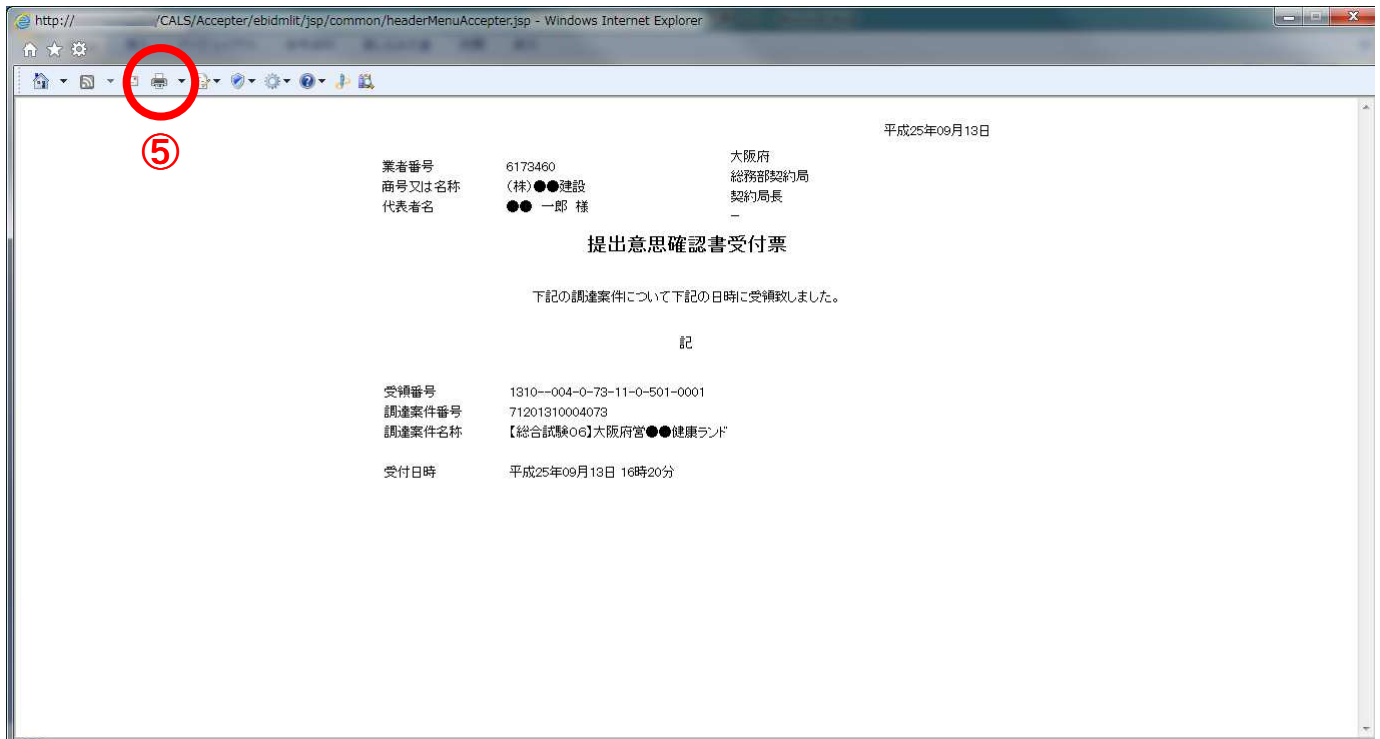 http:// /CALS/Accepter/ebidmlit/jsp/common/headerMenuAccepter.jsp - Windows Internet Explorer
⑤
平成25年09月13日
大阪府
総務部契約局
契約局長
－
業者番号 6173460
商号又は名称 (株)●●建設
代表者名 ●● 一郎 様
提出意思確認書受付票
下記の調達案件について下記の日時に受領致しました。
記
受領番号 1310--004-0-73-11-0-501-0001
調達案件番号 71201310004073
調達案件名称 【総合試験06】大阪府営●●健康ランド
受付日時 平成25年09月13日 16時20分